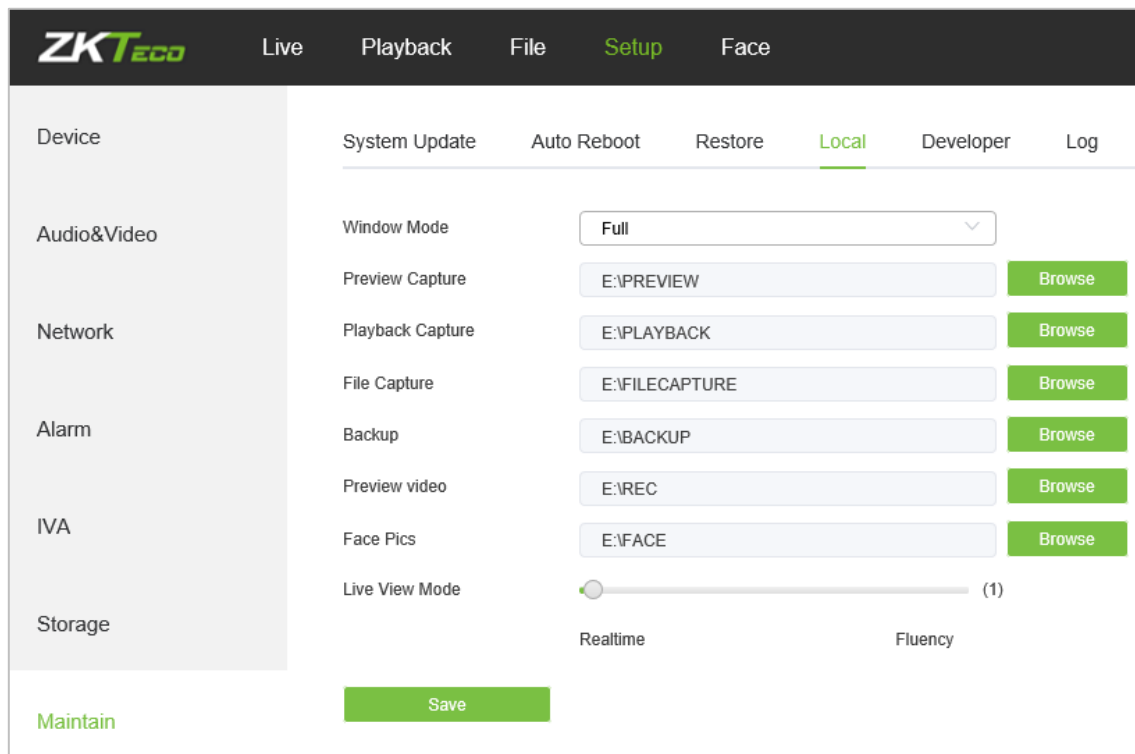 ZKTeco Live Playback File Setup Face
Device
Audio&Video
Network
Alarm
IVA
Storage
Maintain
System Update Auto Reboot Restore Local Developer Log
Window Mode Full
Preview Capture E:\PREVIEW Browse
Playback Capture E:\PLAYBACK Browse
File Capture E:\FILECAPTURE Browse
Backup E:\BACKUP Browse
Preview video E:\REC Browse
Face Pics E:\FACE Browse
Live View Mode (1)
Realtime Fluency
Save